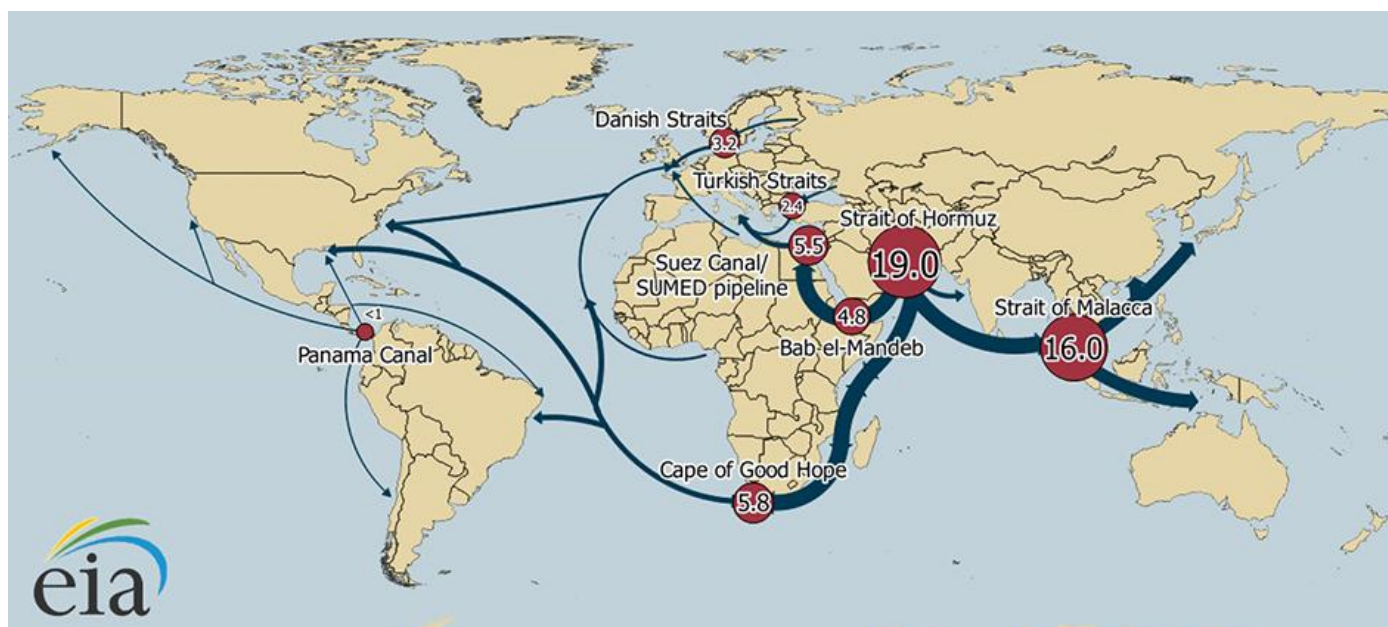 Danish Straits
3.2
Turkish Straits
2.4
Strait of Hormuz
5.5
19.0
Suez Canal/
SUMED pipeline
Strait of Malacca
4.8
<1
Bab el-Mandeb
16.0
Panama Canal
Cape of Good Hope
5.8
eia